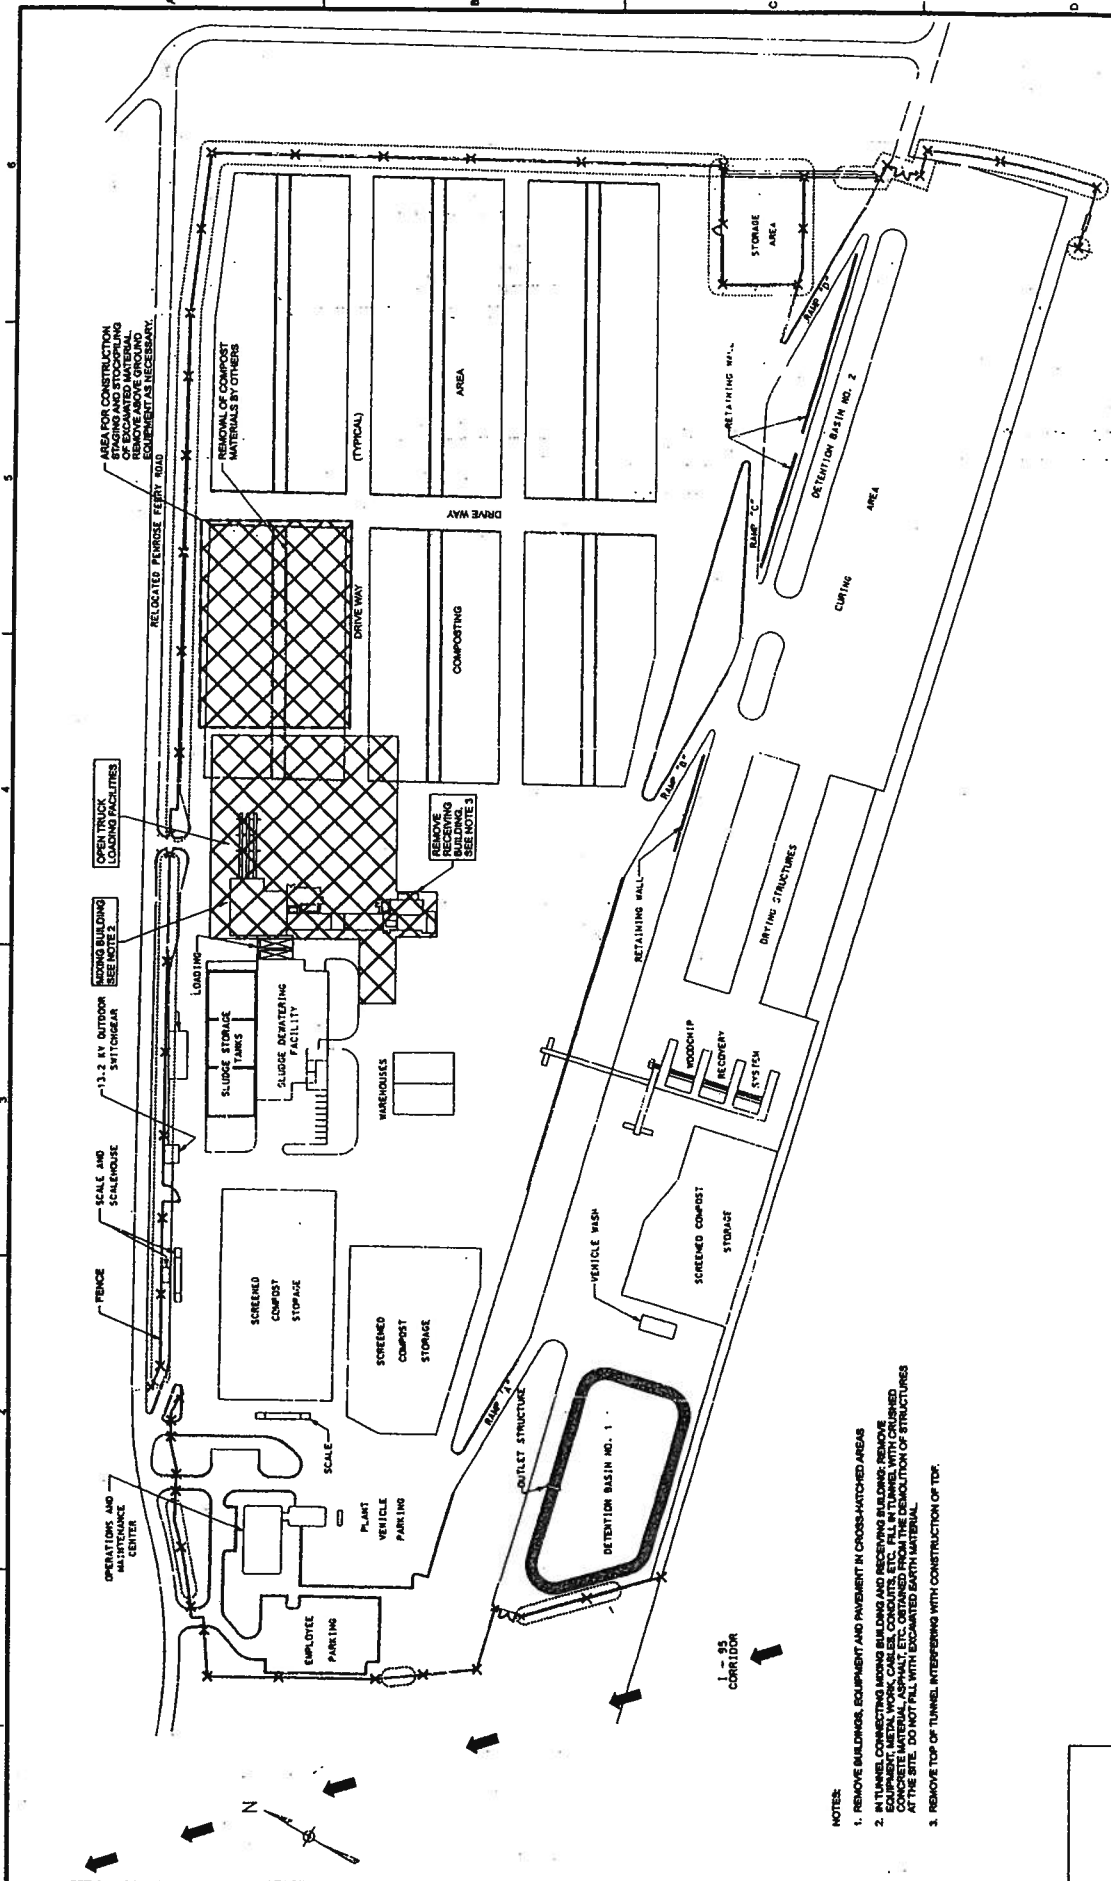 A
B
C
D
6
5
4
3
RELOCATED PENROSE FERRY ROAD
AREA FOR CONSTRUCTION
STAGING AND STOCKPILING
OF EXCAVATED MATERIAL.
REMOVE ABOVE GROUND
EQUIPMENT AS NECESSARY.
REMOVAL OF COMPOST
MATERIALS BY OTHERS
(TYPICAL)
AREA
COMPOSTING
DRIVE WAY
DRIVE WAY
STORAGE
AREA
RAMP "D"
RETAINING WALL
DETENTION BASIN NO. 2
RAMP "C"
CURING
AREA
OPEN TRUCK
LOADING FACILITIES
MIXING BUILDING
SEE NOTE 2
REMOVE
RECEIVING
BUILDING,
SEE NOTE 3
LOADING
13.2 KV OUTDOOR
SWITCHGEAR
SLUDGE STORAGE
TANKS
SLUDGE DEWATERING
FACILITY
WAREHOUSES
RAMP "B"
RETAINING WALL
DRYING STRUCTURES
WOODCHIP
RECOVERY
SYSTEM
SCALE AND
SCALEHOUSE
FENCE
SCREENED
COMPOST
STORAGE
SCREENED
COMPOST
STORAGE
SCREENED COMPOST
STORAGE
VEHICLE WASH
RAMP "A"
OUTLET STRUCTURE
DETENTION BASIN NO. 1
SCALE
OPERATIONS AND
MAINTENANCE
CENTER
PLANT
VEHICLE
PARKING
EMPLOYEE
PARKING
I - 95
CORRIDOR
N
NOTES:
1. REMOVE BUILDINGS, EQUIPMENT AND PAVEMENT IN CROSS-HATCHED AREAS
2. IN TUNNEL CONNECTING MIXING BUILDING AND RECEIVING BUILDING: REMOVE
EQUIPMENT, METAL WORK, CABLES, CONDUITS, ETC. FILL IN TUNNEL WITH CRUSHED
CONCRETE MATERIAL, ASPHALT, ETC. OBTAINED FROM THE DEMOLITION OF STRUCTURES
AT THE SITE. DO NOT FILL WITH EXCAVATED EARTH MATERIAL.
3. REMOVE TOP OF TUNNEL INTERFERING WITH CONSTRUCTION OF TDF.